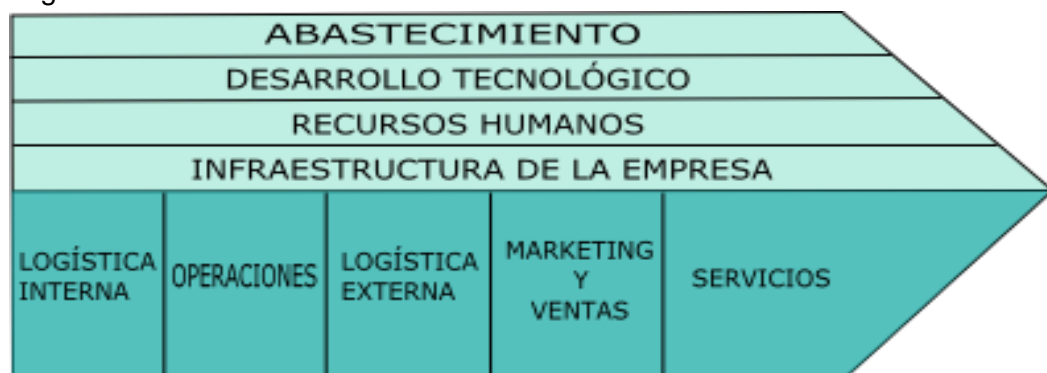 ABASTECIMIENTO
DESARROLLO TECNOLÓGICO
RECURSOS HUMANOS
INFRAESTRUCTURA DE LA EMPRESA
LOGÍSTICA
INTERNA
OPERACIONES
LOGÍSTICA
EXTERNA
MARKETING
Y
VENTAS
SERVICIOS